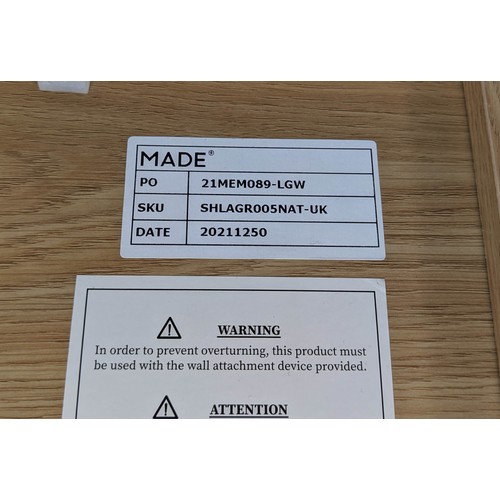 MADE®
PO 21MEM089-LGW
SKU SHLAGR005NAT-UK
DATE 20211250
WARNING
In order to prevent overturning, this product must
be used with the wall attachment device provided.
ATTENTION